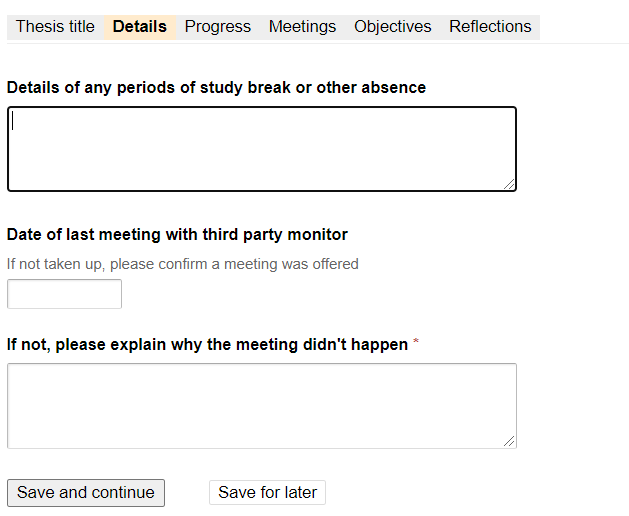 Thesis title Details Progress Meetings Objectives Reflections
Details of any periods of study break or other absence
Date of last meeting with third party monitor
If not taken up, please confirm a meeting was offered
If not, please explain why the meeting didn't happen *
Save and continue Save for later